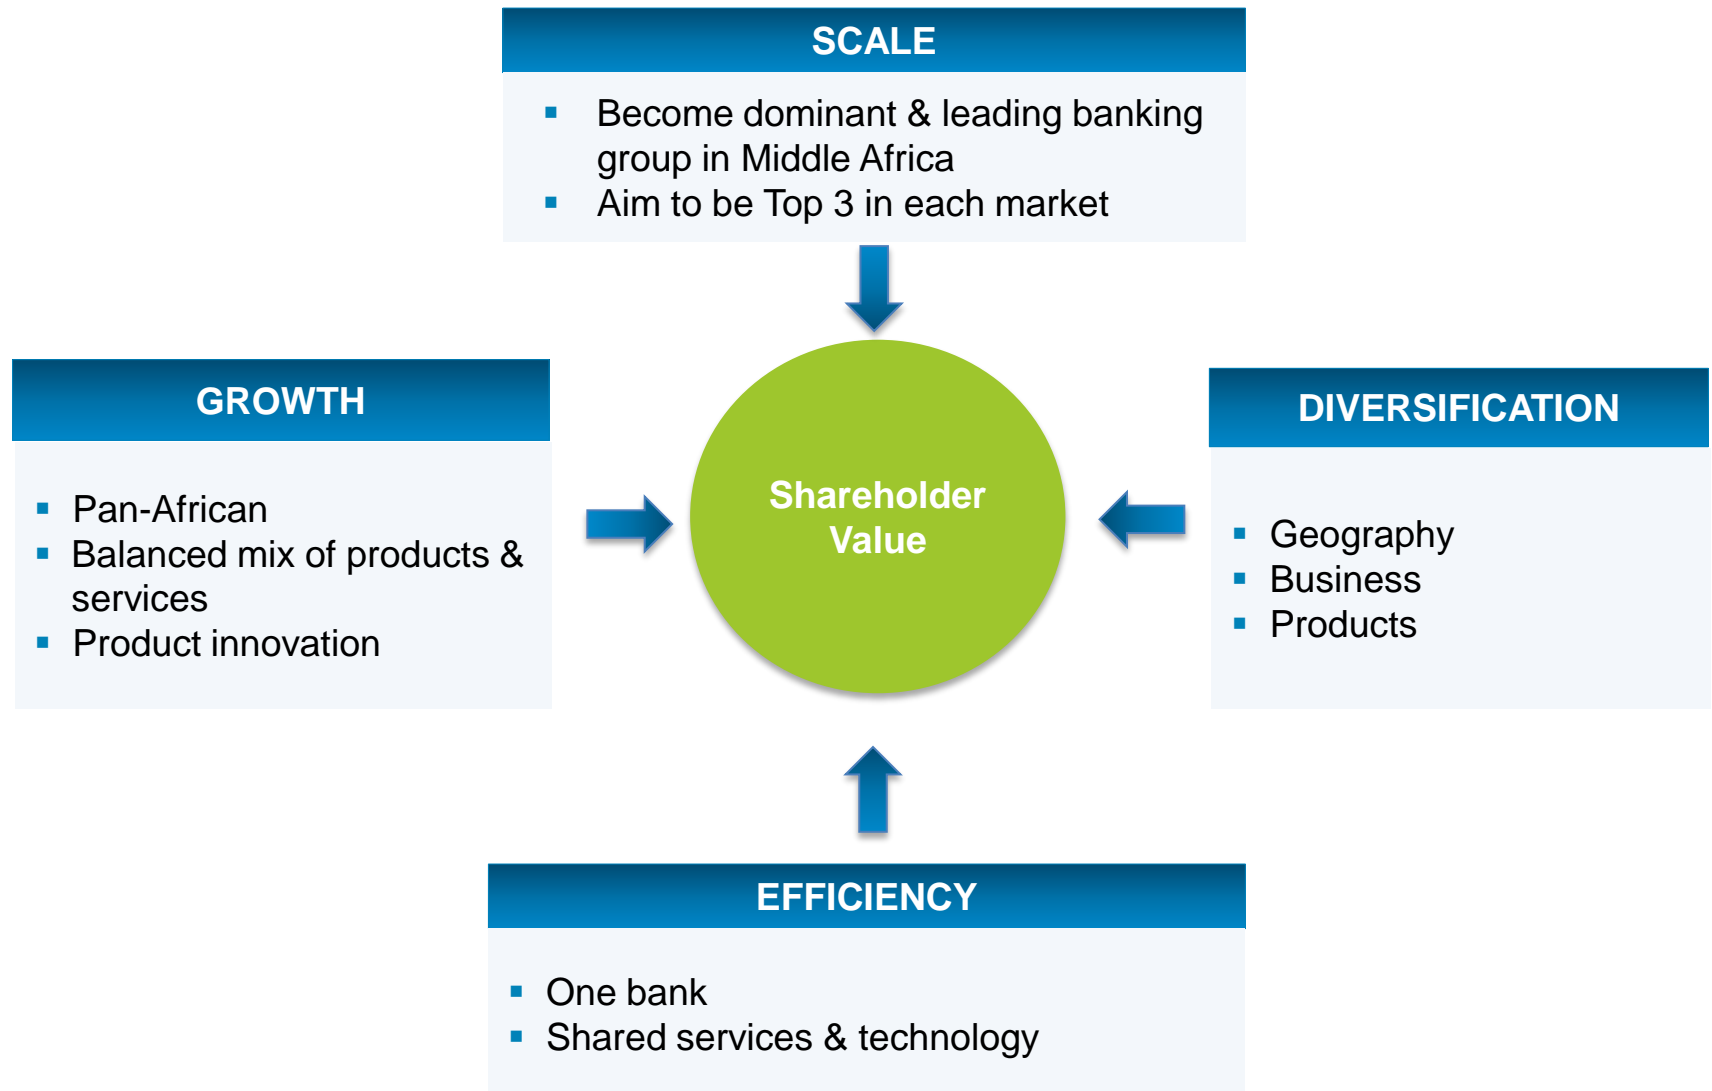 SCALE
▪ Become dominant & leading banking
group in Middle Africa
▪ Aim to be Top 3 in each market
GROWTH
▪ Pan-African
▪ Balanced mix of products &
services
▪ Product innovation
Shareholder
Value
DIVERSIFICATION
▪ Geography
▪ Business
▪ Products
EFFICIENCY
▪ One bank
▪ Shared services & technology